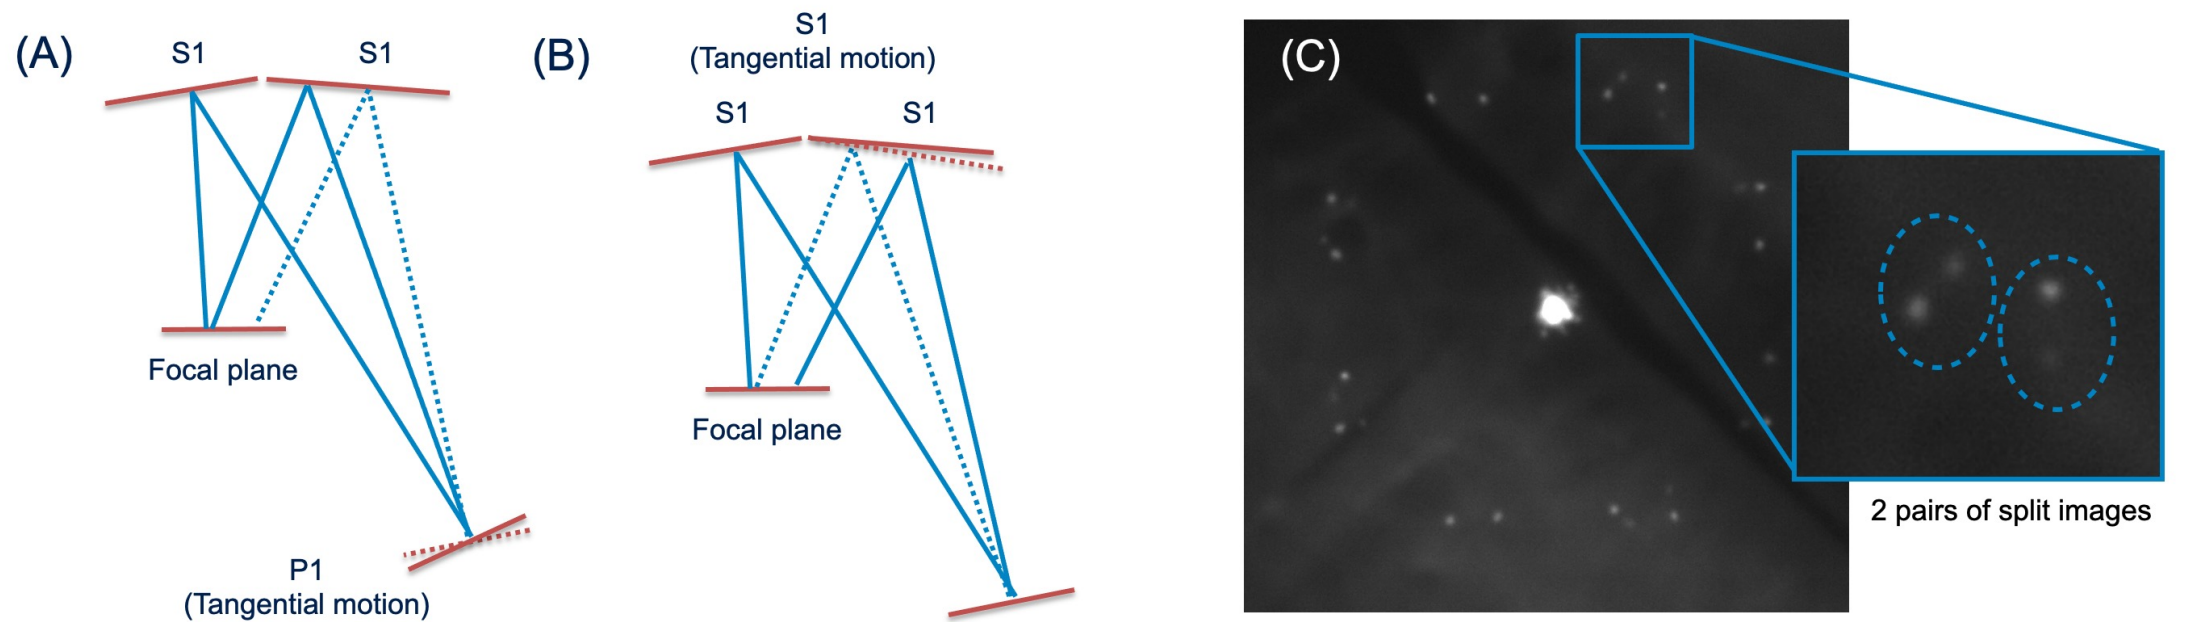 (A)
S1
S1
Focal plane
P1
(Tangential motion)
(B)
S1
(Tangential motion)
S1
S1
Focal plane
(C)
2 pairs of split images